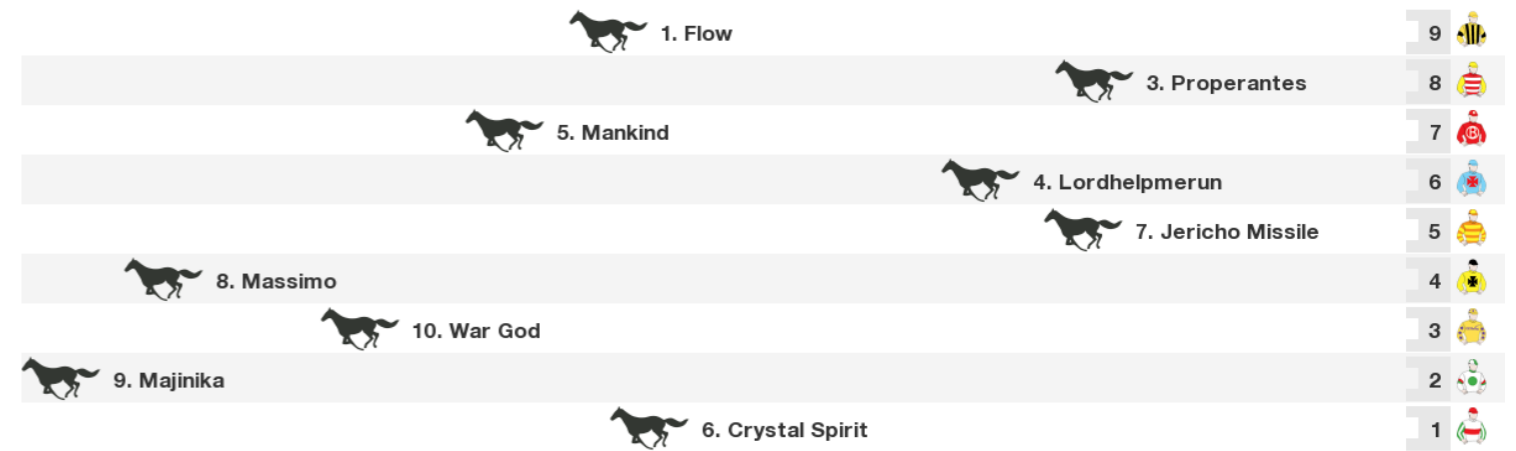 1. Flow 9
3. Properantes 8
5. Mankind 7
4. Lordhelpmerun 6
7. Jericho Missile 5
8. Massimo 4
10. War God 3
9. Majinika 2
6. Crystal Spirit 1